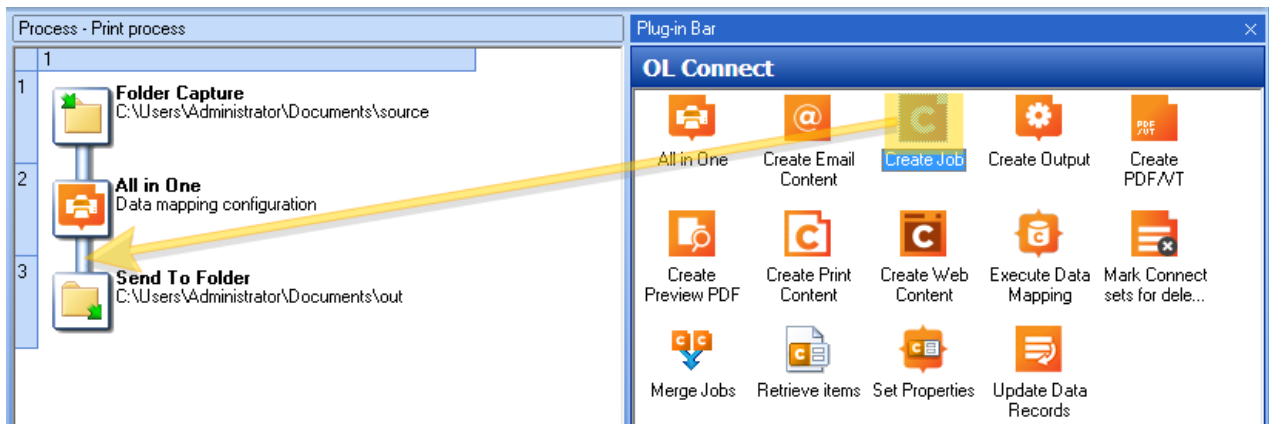 Process - Print process
1
1
Folder Capture
C:\Users\Administrator\Documents\source
2
All in One
Data mapping configuration
3
Send To Folder
C:\Users\Administrator\Documents\out
Plug-in Bar
OL Connect
All in One
Create Email
Content
Create Job
Create Output
PDF
/VT
Create
PDF/VT
Create
Preview PDF
Create Print
Content
Create Web
Content
Execute Data
Mapping
Mark Connect
sets for dele...
Merge Jobs
Retrieve items
Set Properties
Update Data
Records